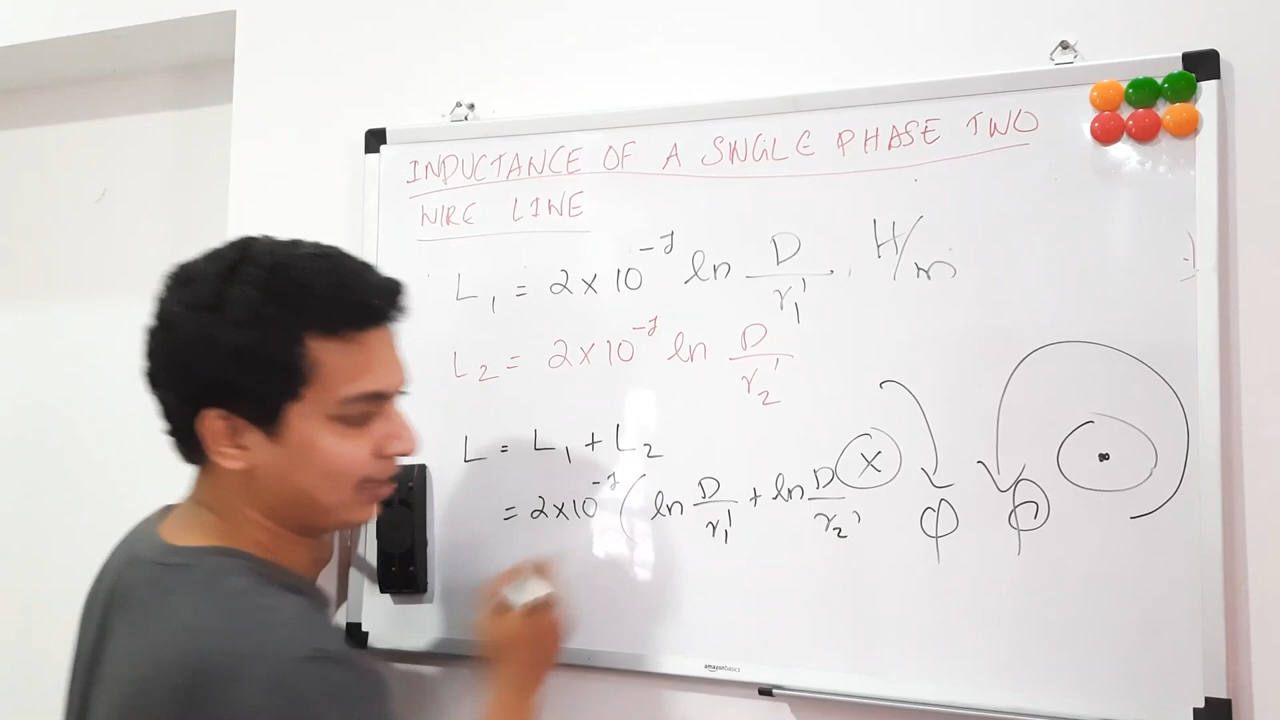 INDUCTANCE OF A SINGLE PHASE TWO
WIRE LINE
L₁ = 2×10⁻⁷ ln D/r₁' H/m
L₂ = 2×10⁻⁷ ln D/r₂'
L = L₁ + L₂
= 2×10⁻⁷ ( ln D/r₁' + ln D/r₂'
X
φ φ
amazonbasics